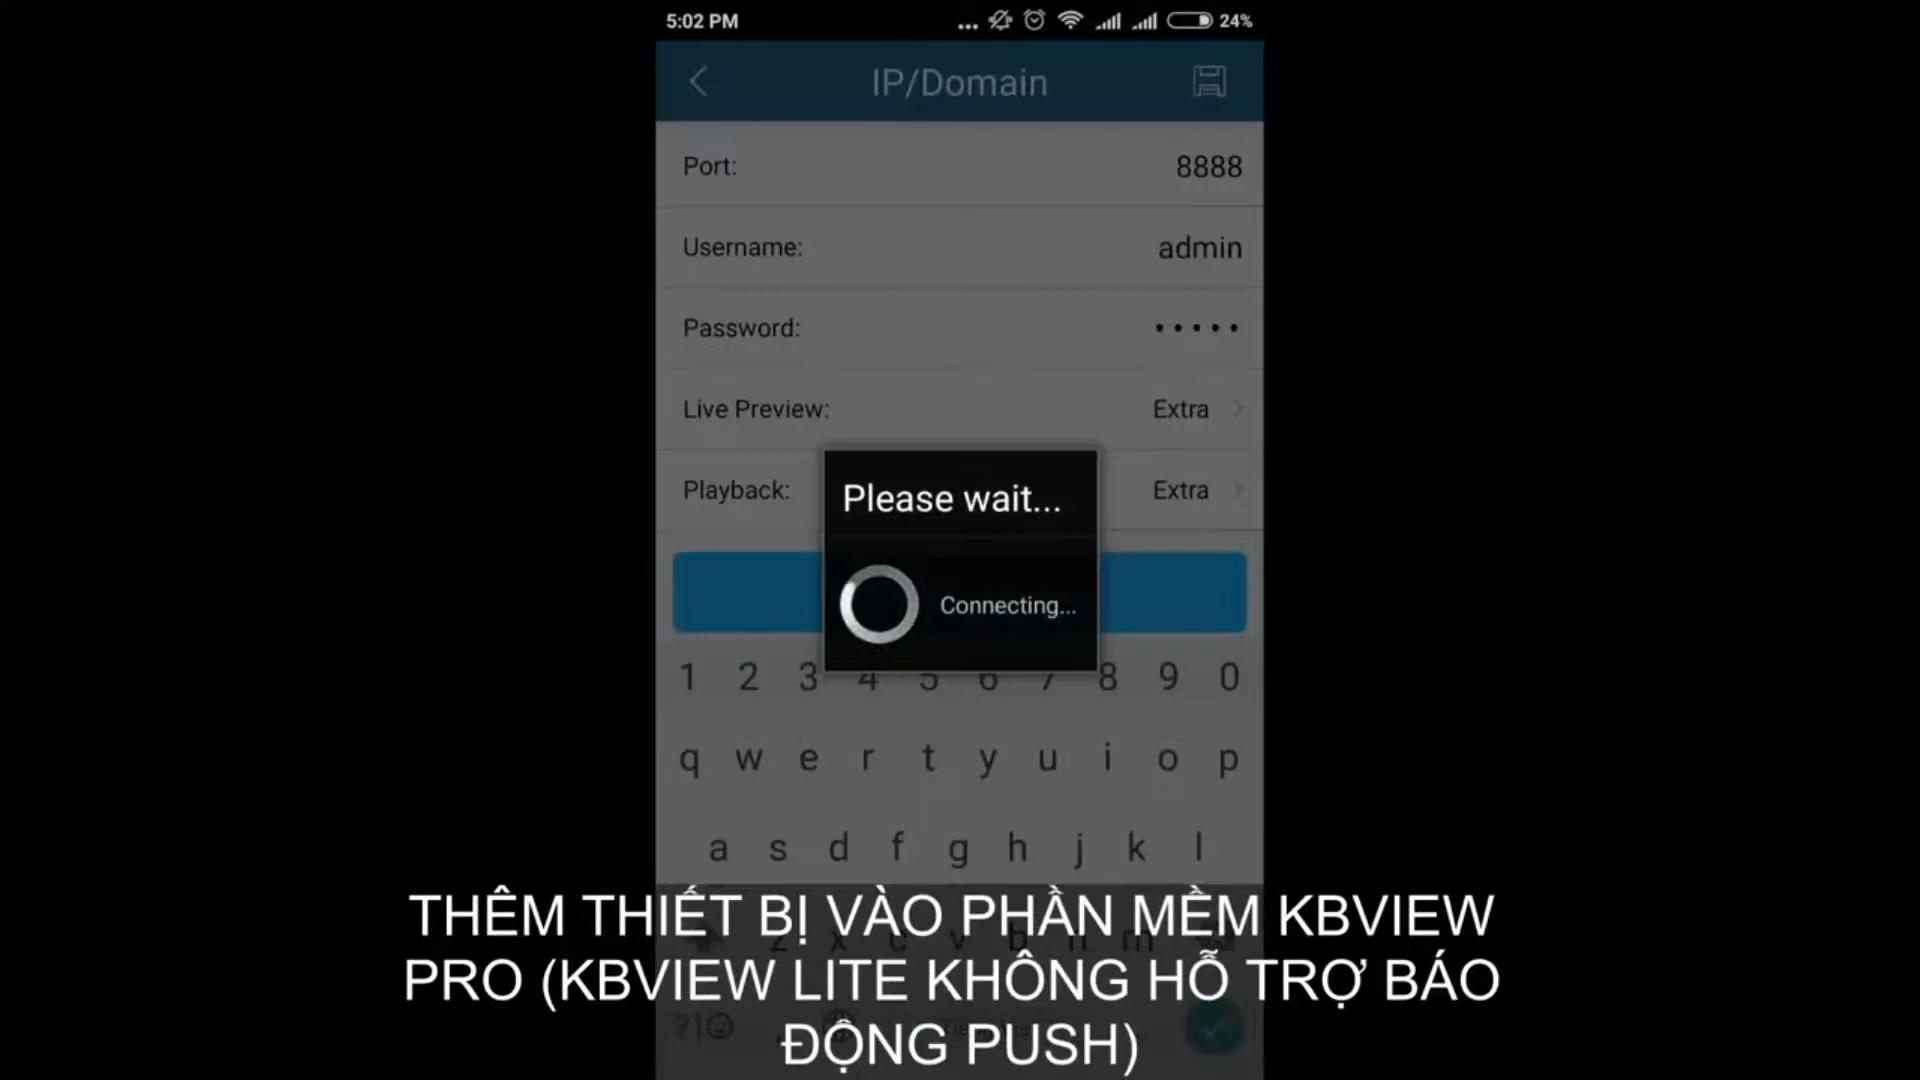 5:02 PM ... 24%
IP/Domain
Port: 8888
Username: admin
Password: •••••
Live Preview: Extra
Playback: Extra
Please wait...
Connecting...
1 2 3 4 5 6 7 8 9 0
q w e r t y u i o p
a s d f g h j k l
z x c v b n m
THÊM THIẾT BỊ VÀO PHẦN MỀM KBVIEW
PRO (KBVIEW LITE KHÔNG HỖ TRỢ BÁO
ĐỘNG PUSH)